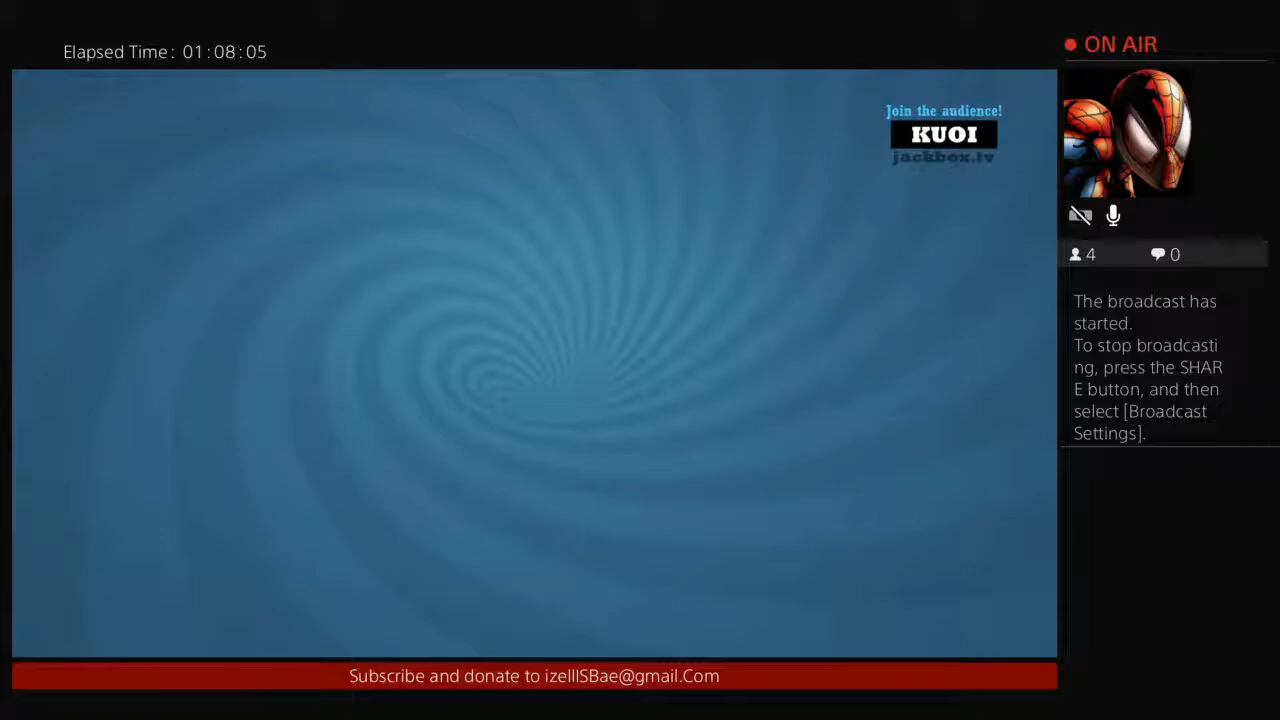 Elapsed Time: 01:08:05
ON AIR
Join the audience!
KUOI
jackbox.tv
4
0
The broadcast has
started.
To stop broadcasti
ng, press the SHAR
E button, and then
select [Broadcast
Settings].
Subscribe and donate to izellISBae@gmail.Com